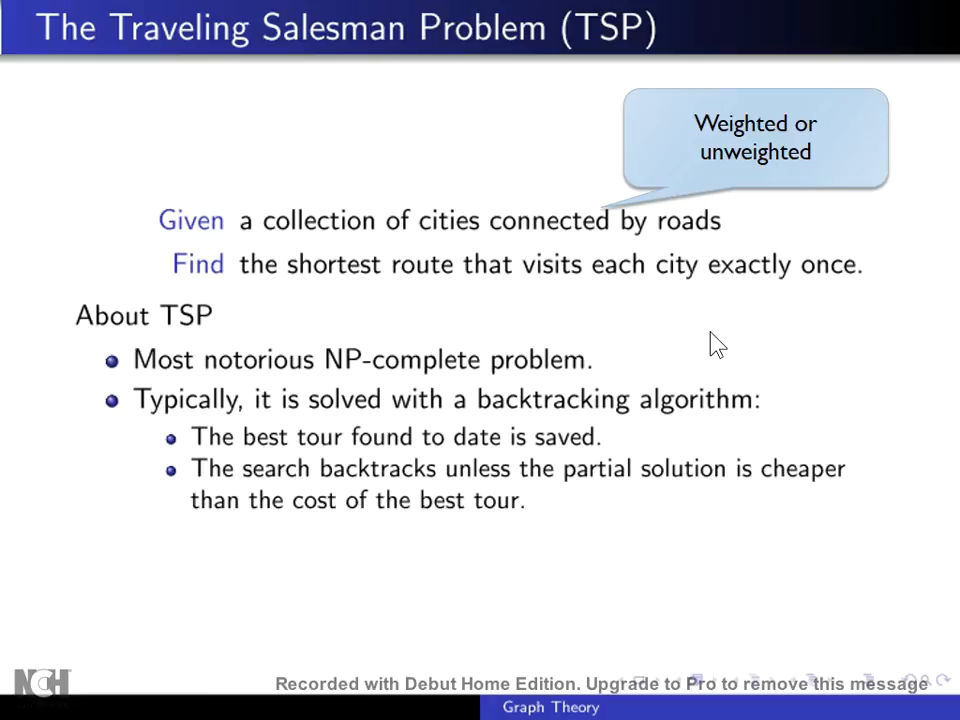 The Traveling Salesman Problem (TSP)
Weighted or
unweighted
Given a collection of cities connected by roads
Find the shortest route that visits each city exactly once.
About TSP
Most notorious NP-complete problem.
Typically, it is solved with a backtracking algorithm:
The best tour found to date is saved.
The search backtracks unless the partial solution is cheaper
than the cost of the best tour.
NCH
Recorded with Debut Home Edition. Upgrade to Pro to remove this message
Graph Theory